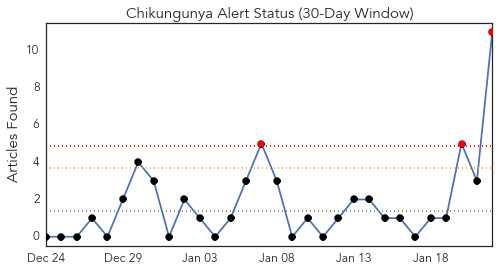 Chikungunya Alert Status (30-Day Window)
Articles Found
10
8
6
4
2
0
Dec 24 Dec 29 Jan 03 Jan 08 Jan 13 Jan 18